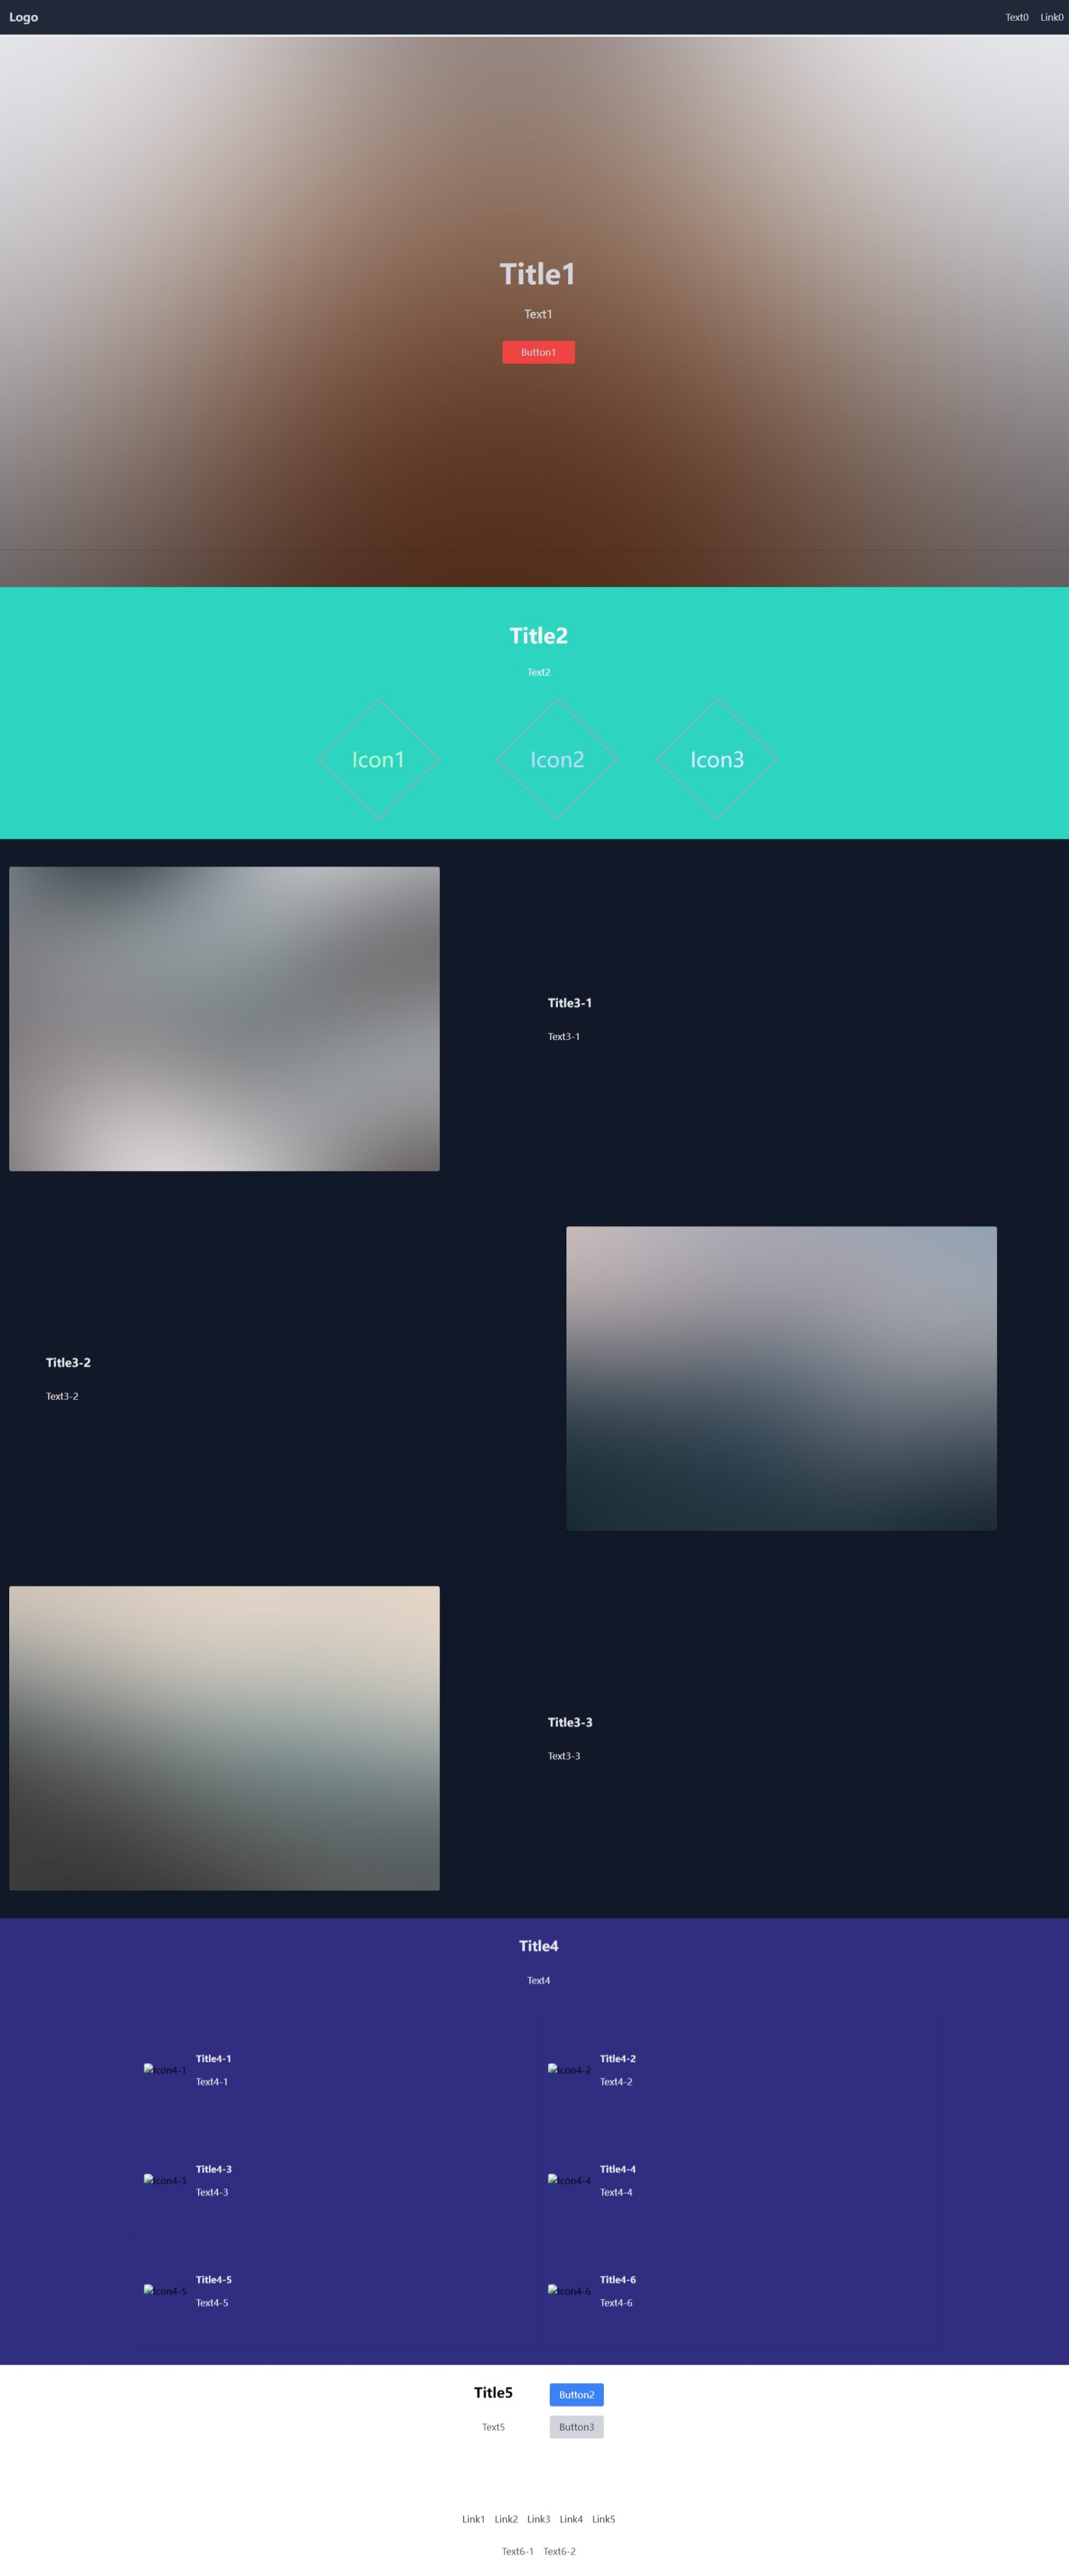 Logo Text0 Link0
Title1
Text1
Button1
Title2
Text2
Icon1 Icon2 Icon3
Title3-1
Text3-1
Title3-2
Text3-2
Title3-3
Text3-3
Title4
Text4
Icon4-1 Title4-1
Text4-1
Icon4-2 Title4-2
Text4-2
Icon4-3 Title4-3
Text4-3
Icon4-4 Title4-4
Text4-4
Icon4-5 Title4-5
Text4-5
Icon4-6 Title4-6
Text4-6
Title5 Button2
Text5 Button3
Link1 Link2 Link3 Link4 Link5
Text6-1 Text6-2